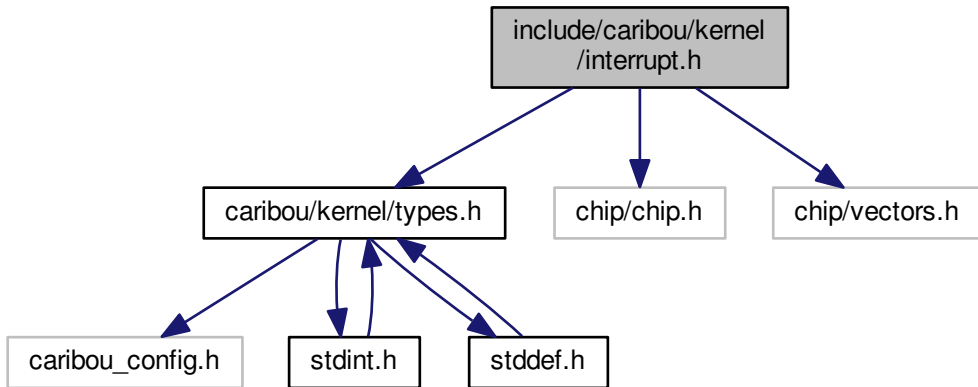 include/caribou/kernel
/interrupt.h
caribou/kernel/types.h
chip/chip.h
chip/vectors.h
caribou_config.h
stdint.h
stddef.h